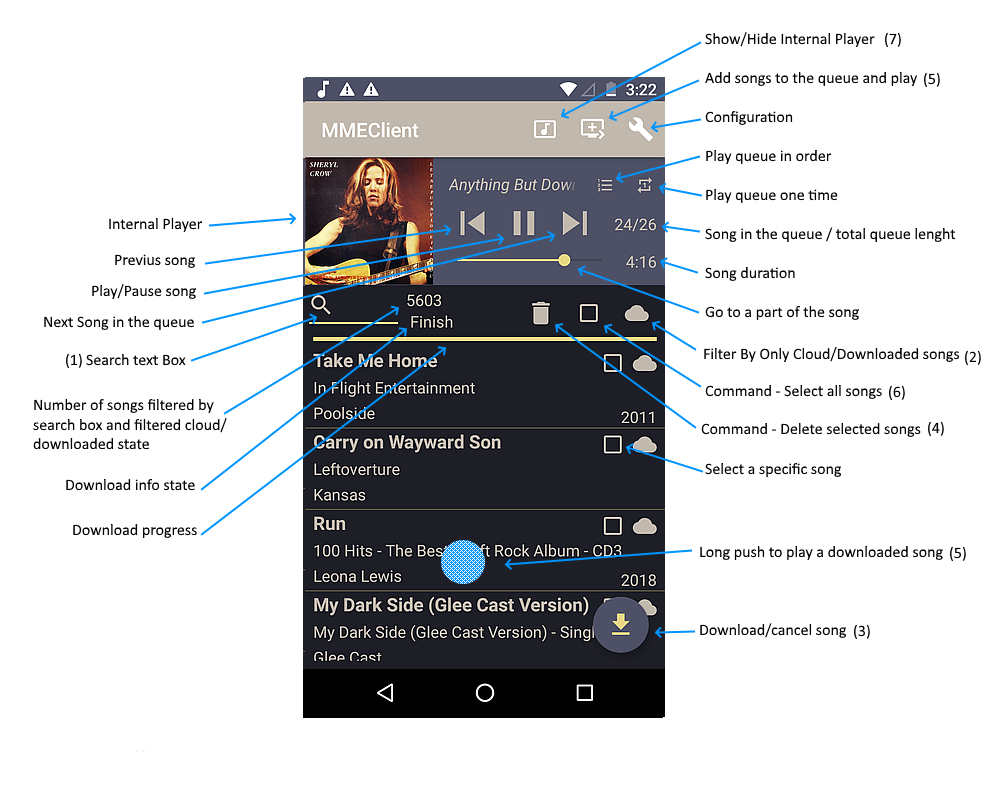 Show/Hide Internal Player (7)
Add songs to the queue and play (5)
Configuration
Play queue in order
Play queue one time
Song in the queue / total queue lenght
Song duration
Go to a part of the song
Filter By Only Cloud/Downloaded songs (2)
Command - Select all songs (6)
Command - Delete selected songs (4)
Select a specific song
Long push to play a downloaded song (5)
Download/cancel song (3)
Internal Player
Previus song
Play/Pause song
Next Song in the queue
(1) Search text Box
Number of songs filtered by
search box and filtered cloud/
downloaded state
Download info state
Download progress
3:22
MMEClient
SHERYL
CROW
Anything But Dow
24/26
4:16
5603
Finish
Take Me Home
In Flight Entertainment
Poolside
2011
Carry on Wayward Son
Leftoverture
Kansas
Run
100 Hits - The Best ft Rock Album - CD3
Leona Lewis
2018
My Dark Side (Glee Cast Version)
My Dark Side (Glee Cast Version) - Singl
Glee Cast